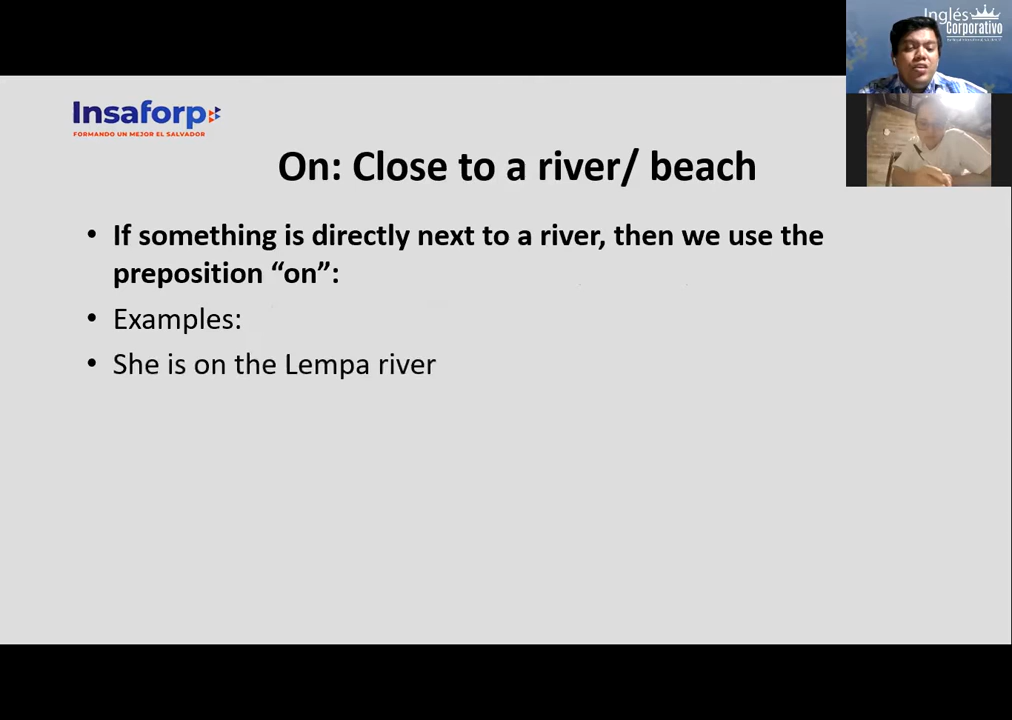 Inglés
Corporativo
Insaforp
FORMANDO UN MEJOR EL SALVADOR
On: Close to a river/ beach
• If something is directly next to a river, then we use the
preposition “on”:
• Examples:
• She is on the Lempa river